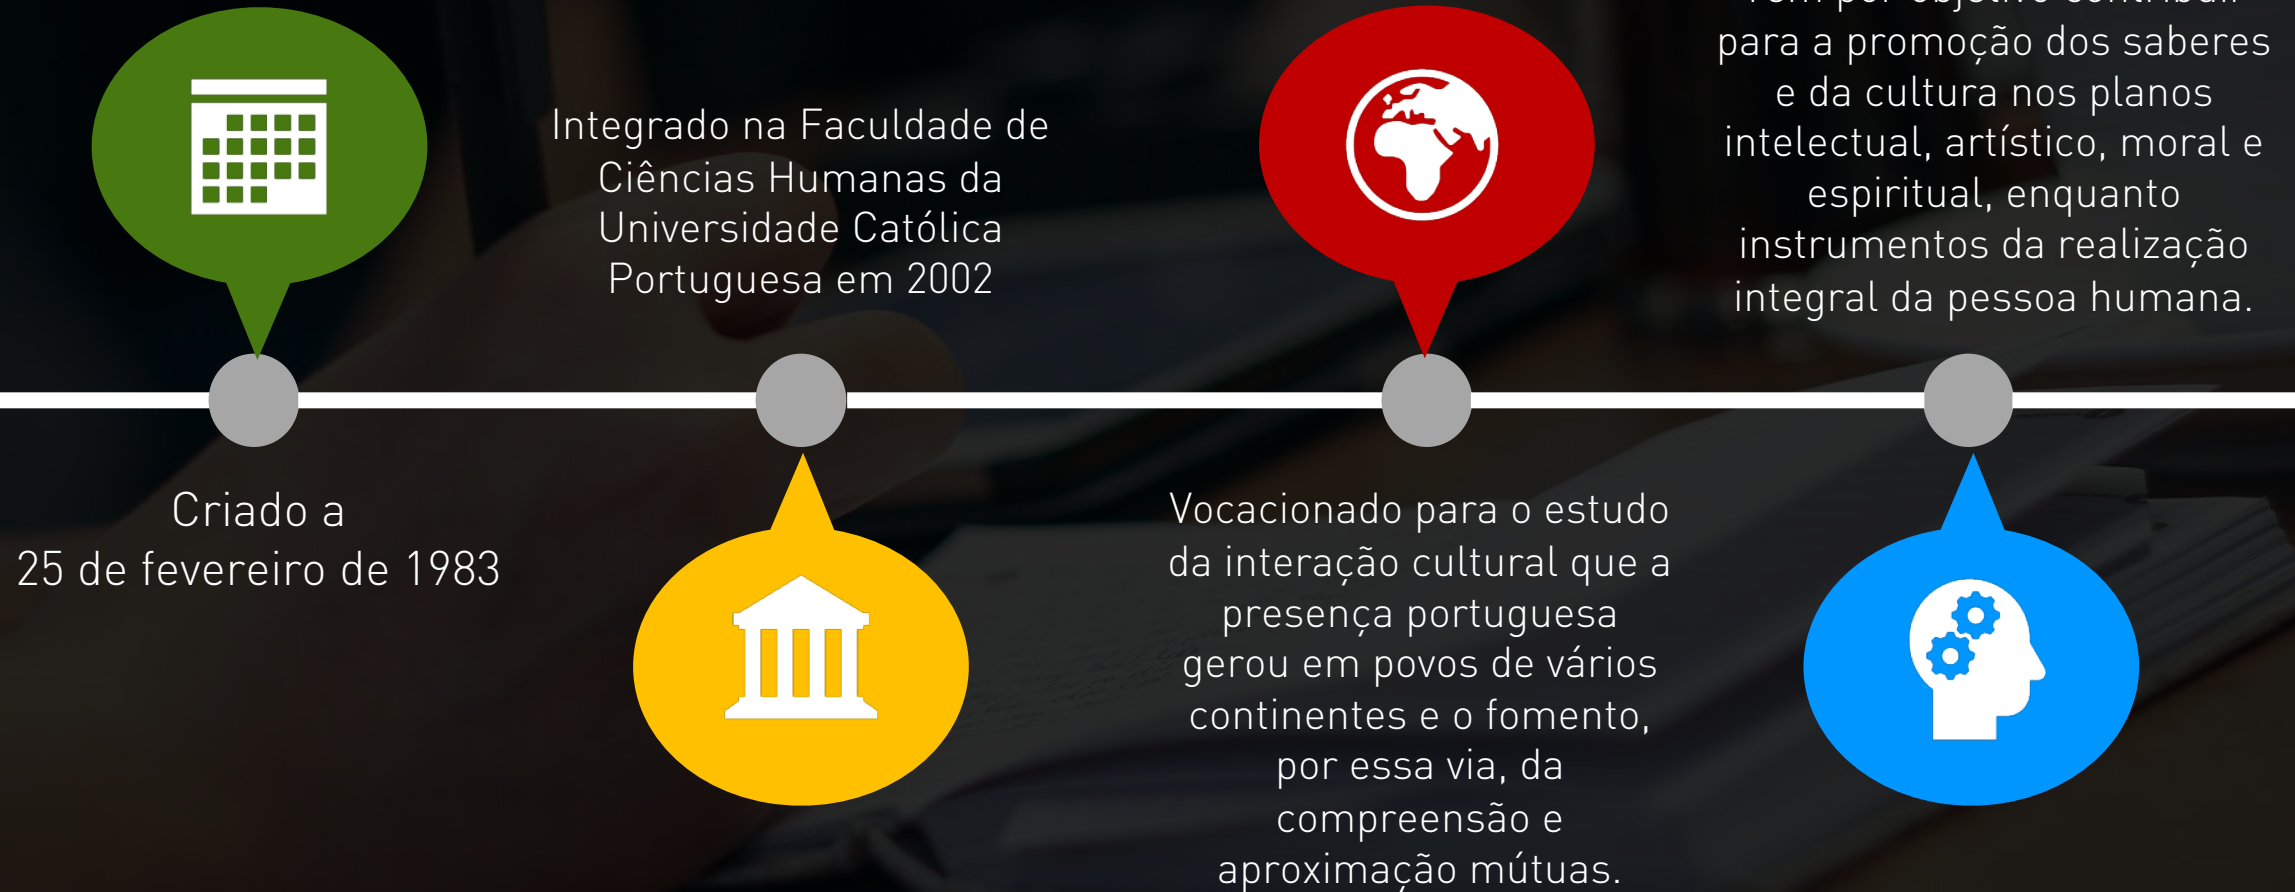 Criado a
25 de fevereiro de 1983
Integrado na Faculdade de
Ciências Humanas da
Universidade Católica
Portuguesa em 2002
Vocacionado para o estudo
da interação cultural que a
presença portuguesa
gerou em povos de vários
continentes e o fomento,
por essa via, da
compreensão e
aproximação mútuas.
por objetivo contribuir
para a promoção dos saberes
e da cultura nos planos
intelectual, artístico, moral e
espiritual, enquanto
instrumentos da realização
integral da pessoa humana.